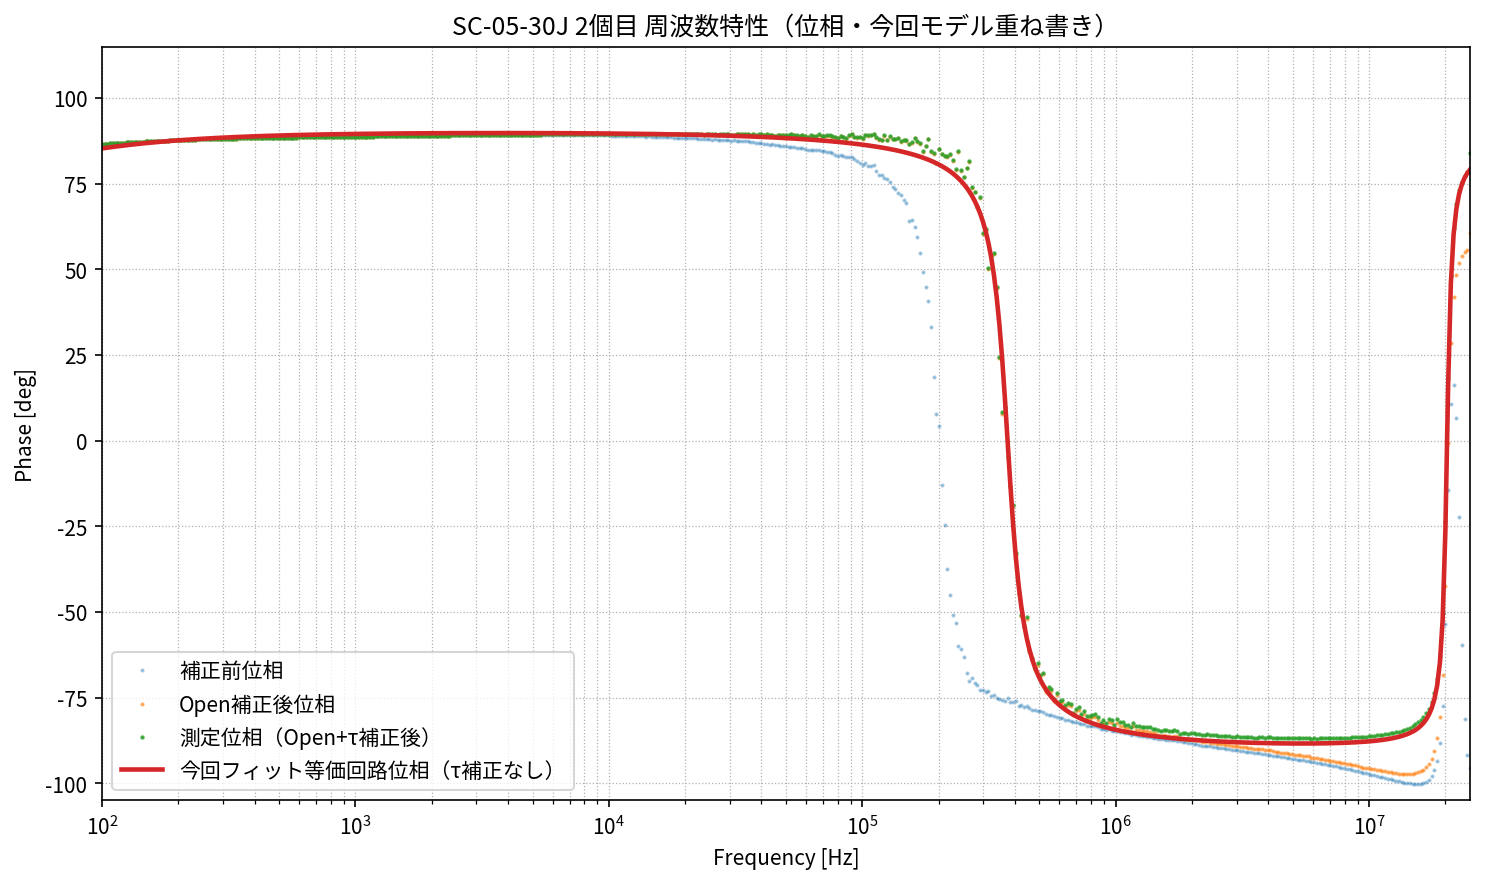 SC-05-30J 2個目 周波数特性（位相・今回モデル重ね書き）
Phase [deg]
100
75
50
25
0
-25
-50
-75
-100
補正前位相
Open補正後位相
測定位相（Open+τ補正後）
今回フィット等価回路位相（τ補正なし）
10²
10³
10⁴
10⁵
10⁶
10⁷
Frequency [Hz]